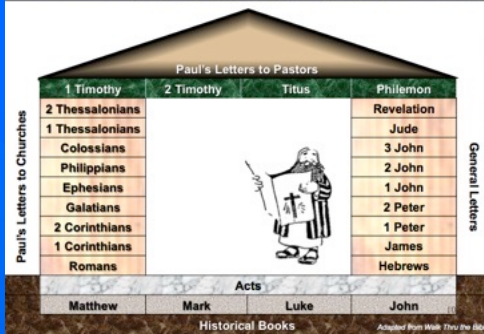 Paul's Letters to Pastors
1 Timothy 2 Timothy Titus Philemon
Paul's Letters to Churches
2 Thessalonians
1 Thessalonians
Colossians
Philippians
Ephesians
Galatians
2 Corinthians
1 Corinthians
Romans
Revelation
Jude
3 John
2 John
1 John
2 Peter
1 Peter
James
Hebrews
General Letters
Acts
Matthew Mark Luke John
Historical Books
Adapted from Walk Thru the Bible